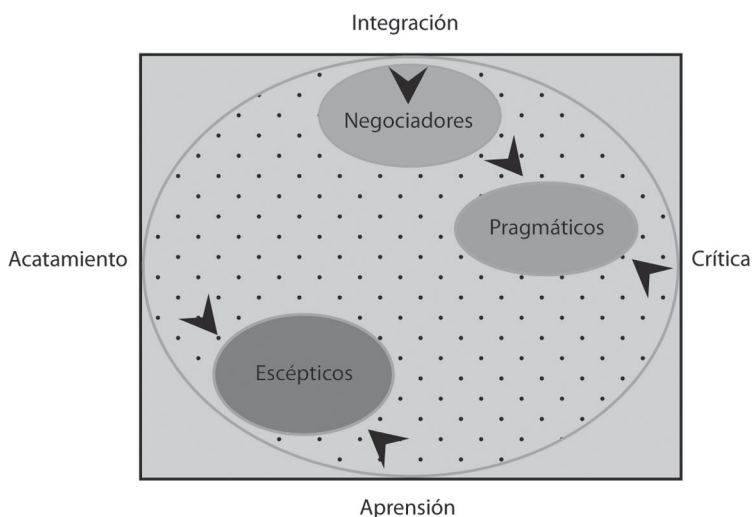 Integración
Negociadores
Pragmáticos
Acatamiento
Crítica
Escépticos
Aprensión